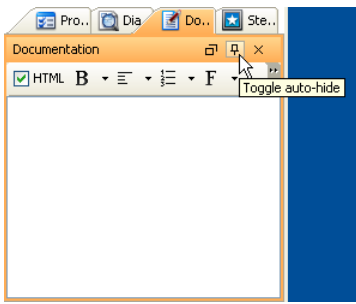 Pro.. Dia Do.. Ste..
Documentation
HTML B F
Toggle auto-hide